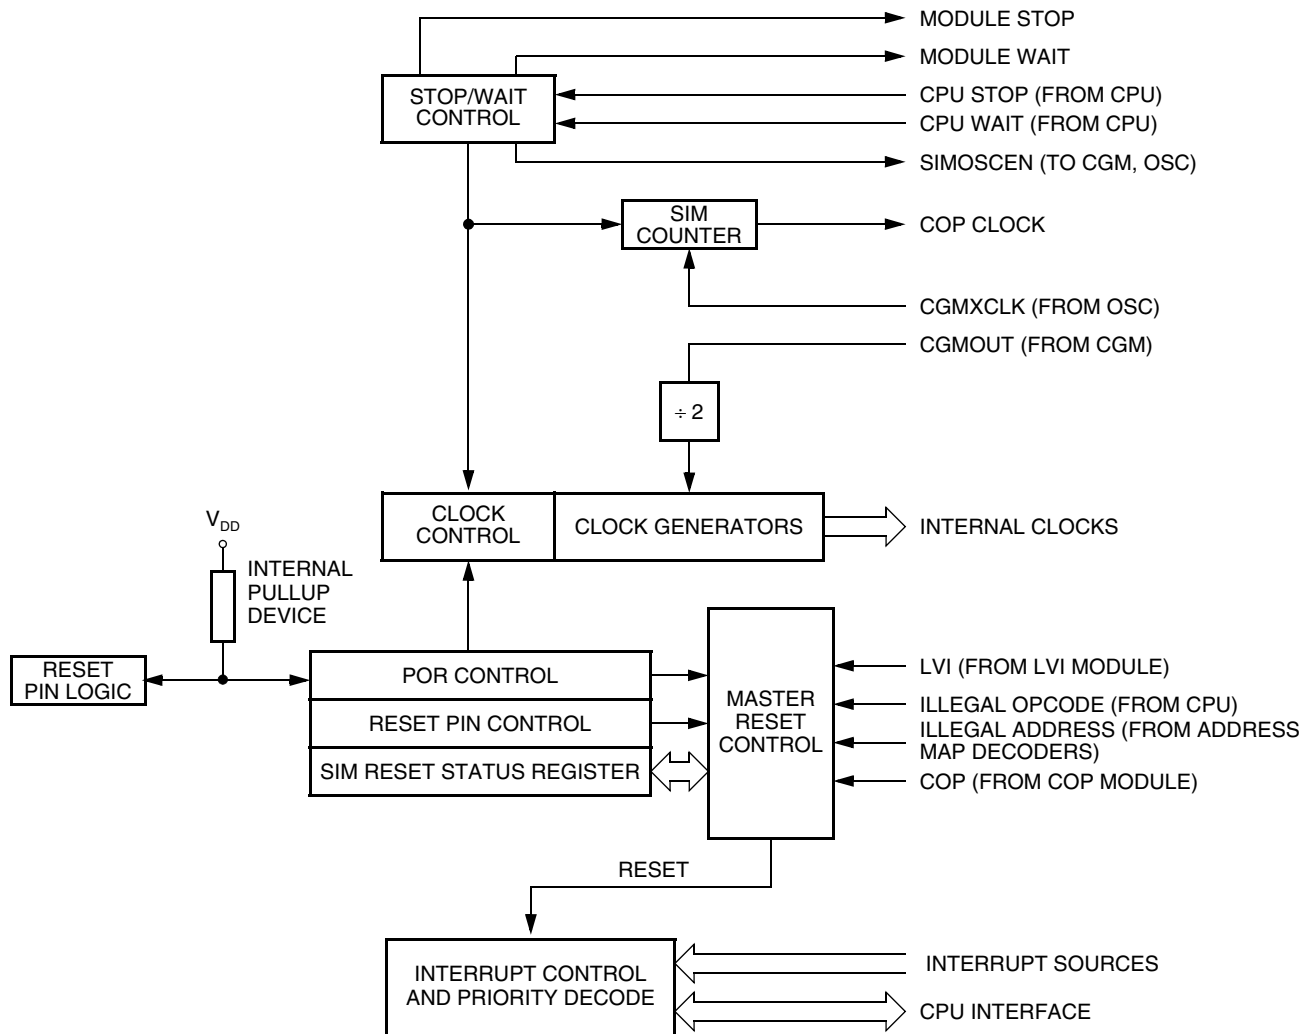 MODULE STOP
MODULE WAIT
STOP/WAIT
CONTROL
CPU STOP (FROM CPU)
CPU WAIT (FROM CPU)
SIMOSCEN (TO CGM, OSC)
SIM
COUNTER
COP CLOCK
CGMXCLK (FROM OSC)
CGMOUT (FROM CGM)
÷ 2
CLOCK
CONTROL
CLOCK GENERATORS
INTERNAL CLOCKS
VDD
INTERNAL
PULLUP
DEVICE
RESET
PIN LOGIC
POR CONTROL
RESET PIN CONTROL
SIM RESET STATUS REGISTER
MASTER
RESET
CONTROL
LVI (FROM LVI MODULE)
ILLEGAL OPCODE (FROM CPU)
ILLEGAL ADDRESS (FROM ADDRESS
MAP DECODERS)
COP (FROM COP MODULE)
RESET
INTERRUPT CONTROL
AND PRIORITY DECODE
INTERRUPT SOURCES
CPU INTERFACE